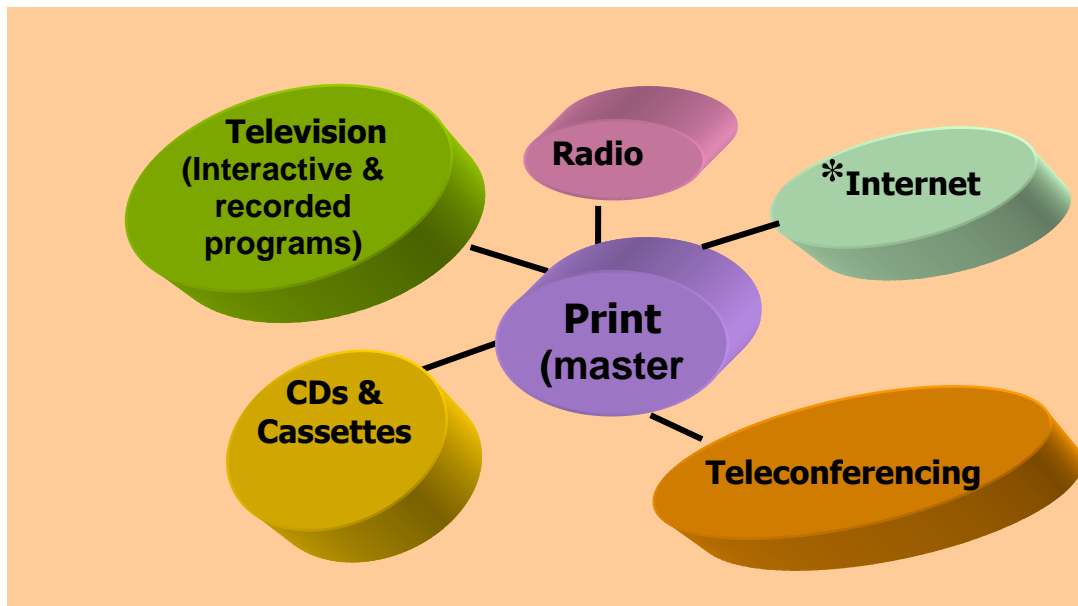 Television
(Interactive &
recorded
programs)
Radio
*Internet
Print
(master
CDs &
Cassettes
Teleconferencing